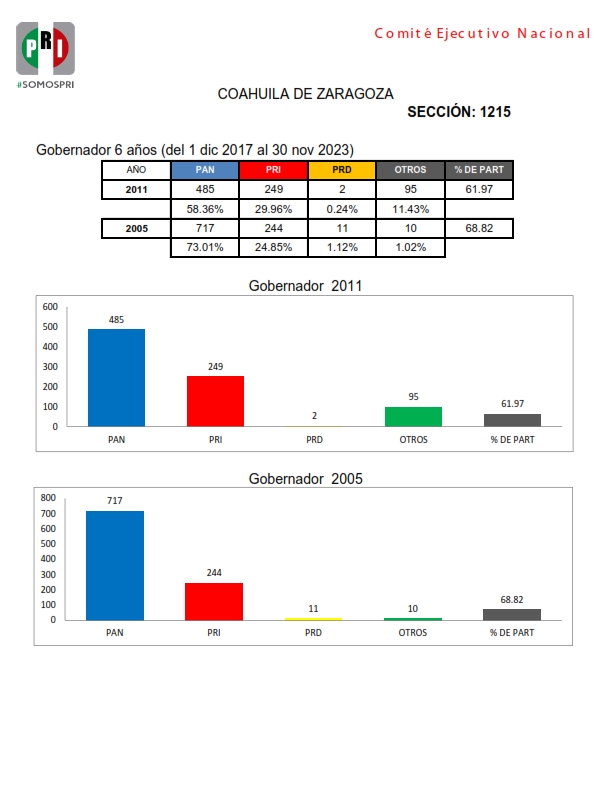 Comité Ejecutivo Nacional
PRI
#SOMOSPRI
COAHUILA DE ZARAGOZA
SECCIÓN: 1215
Gobernador 6 años (del 1 dic 2017 al 30 nov 2023)
AÑO PAN PRI PRD OTROS % DE PART
2011 485 249 2 95 61.97
58.36% 29.96% 0.24% 11.43%
2005 717 244 11 10 68.82
73.01% 24.85% 1.12% 1.02%
Gobernador 2011
600
500
400
300
200
100
0
485
249
2
95
61.97
PAN PRI PRD OTROS % DE PART
Gobernador 2005
800
700
600
500
400
300
200
100
0
717
244
11
10
68.82
PAN PRI PRD OTROS % DE PART